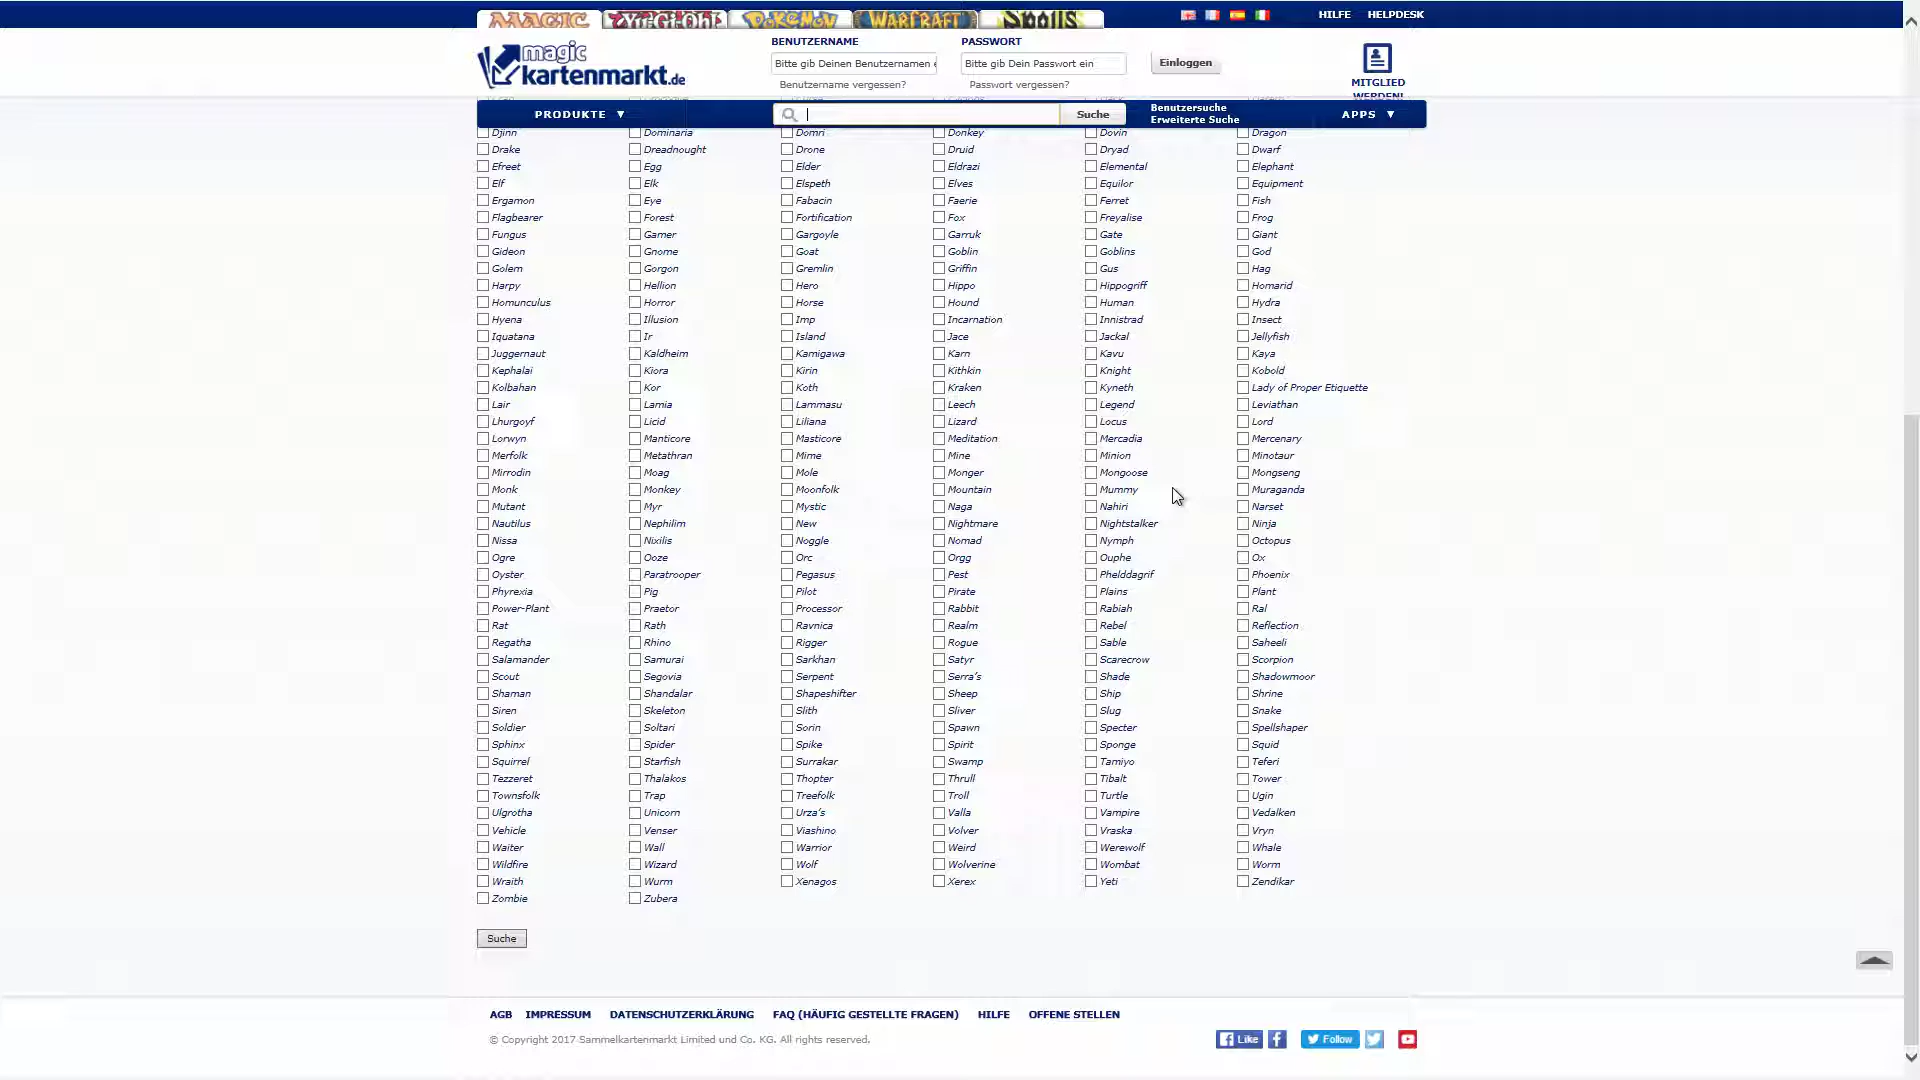 MAGIC Yu-Gi-Oh! POKéMON WARCRAFT Spoils HILFE HELPDESK
magic kartenmarkt.de
BENUTZERNAME PASSWORT
Bitte gib Deinen Benutzernamen e Bitte gib Dein Passwort ein Einloggen
Benutzername vergessen? Passwort vergessen?
MITGLIED WERDEN!
PRODUKTE ▼ Suche Benutzersuche Erweiterte Suche APPS ▼
Djinn Dominaria Domri Donkey Dovin Dragon
Drake Dreadnought Drone Druid Dryad Dwarf
Efreet Egg Elder Eldrazi Elemental Elephant
Elf Elk Elspeth Elves Equilor Equipment
Ergamon Eye Fabacin Faerie Ferret Fish
Flagbearer Forest Fortification Fox Freyalise Frog
Fungus Gamer Gargoyle Garruk Gate Giant
Gideon Gnome Goat Goblin Goblins God
Golem Gorgon Gremlin Griffin Gus Hag
Harpy Hellion Hero Hippo Hippogriff Homarid
Homunculus Horror Horse Hound Human Hydra
Hyena Illusion Imp Incarnation Innistrad Insect
Iquatana Ir Island Jace Jackal Jellyfish
Juggernaut Kaldheim Kamigawa Karn Kavu Kaya
Kephalai Kiora Kirin Kithkin Knight Kobold
Kolbahan Kor Koth Kraken Kyneth Lady of Proper Etiquette
Lair Lamia Lammasu Leech Legend Leviathan
Lhurgoyf Licid Liliana Lizard Locus Lord
Lorwyn Manticore Masticore Meditation Mercadia Mercenary
Merfolk Metathran Mime Mine Minion Minotaur
Mirrodin Moag Mole Monger Mongoose Mongseng
Monk Monkey Moonfolk Mountain Mummy Muraganda
Mutant Myr Mystic Naga Nahiri Narset
Nautilus Nephilim New Nightmare Nightstalker Ninja
Nissa Nixilis Noggle Nomad Nymph Octopus
Ogre Ooze Orc Orgg Ouphe Ox
Oyster Paratrooper Pegasus Pest Phelddagrif Phoenix
Phyrexia Pig Pilot Pirate Plains Plant
Power-Plant Praetor Processor Rabbit Rabiah Ral
Rat Rath Ravnica Realm Rebel Reflection
Regatha Rhino Rigger Rogue Sable Saheeli
Salamander Samurai Sarkhan Satyr Scarecrow Scorpion
Scout Segovia Serpent Serra's Shade Shadowmoor
Shaman Shandalar Shapeshifter Sheep Ship Shrine
Siren Skeleton Slith Sliver Slug Snake
Soldier Soltari Sorin Spawn Specter Spellshaper
Sphinx Spider Spike Spirit Sponge Squid
Squirrel Starfish Surrakar Swamp Tamiyo Teferi
Tezzeret Thalakos Thopter Thrull Tibalt Tower
Townsfolk Trap Treefolk Troll Turtle Ugin
Ulgrotha Unicorn Urza's Valla Vampire Vedalken
Vehicle Venser Viashino Volver Vraska Vryn
Waiter Wall Warrior Weird Werewolf Whale
Wildfire Wizard Wolf Wolverine Wombat Worm
Wraith Wurm Xenagos Xerex Yeti Zendikar
Zombie Zubera
Suche
AGB IMPRESSUM DATENSCHUTZERKLÄRUNG FAQ (HÄUFIG GESTELLTE FRAGEN) HILFE OFFENE STELLEN
© Copyright 2017 Sammelkartenmarkt Limited und Co. KG. All rights reserved. Like Follow